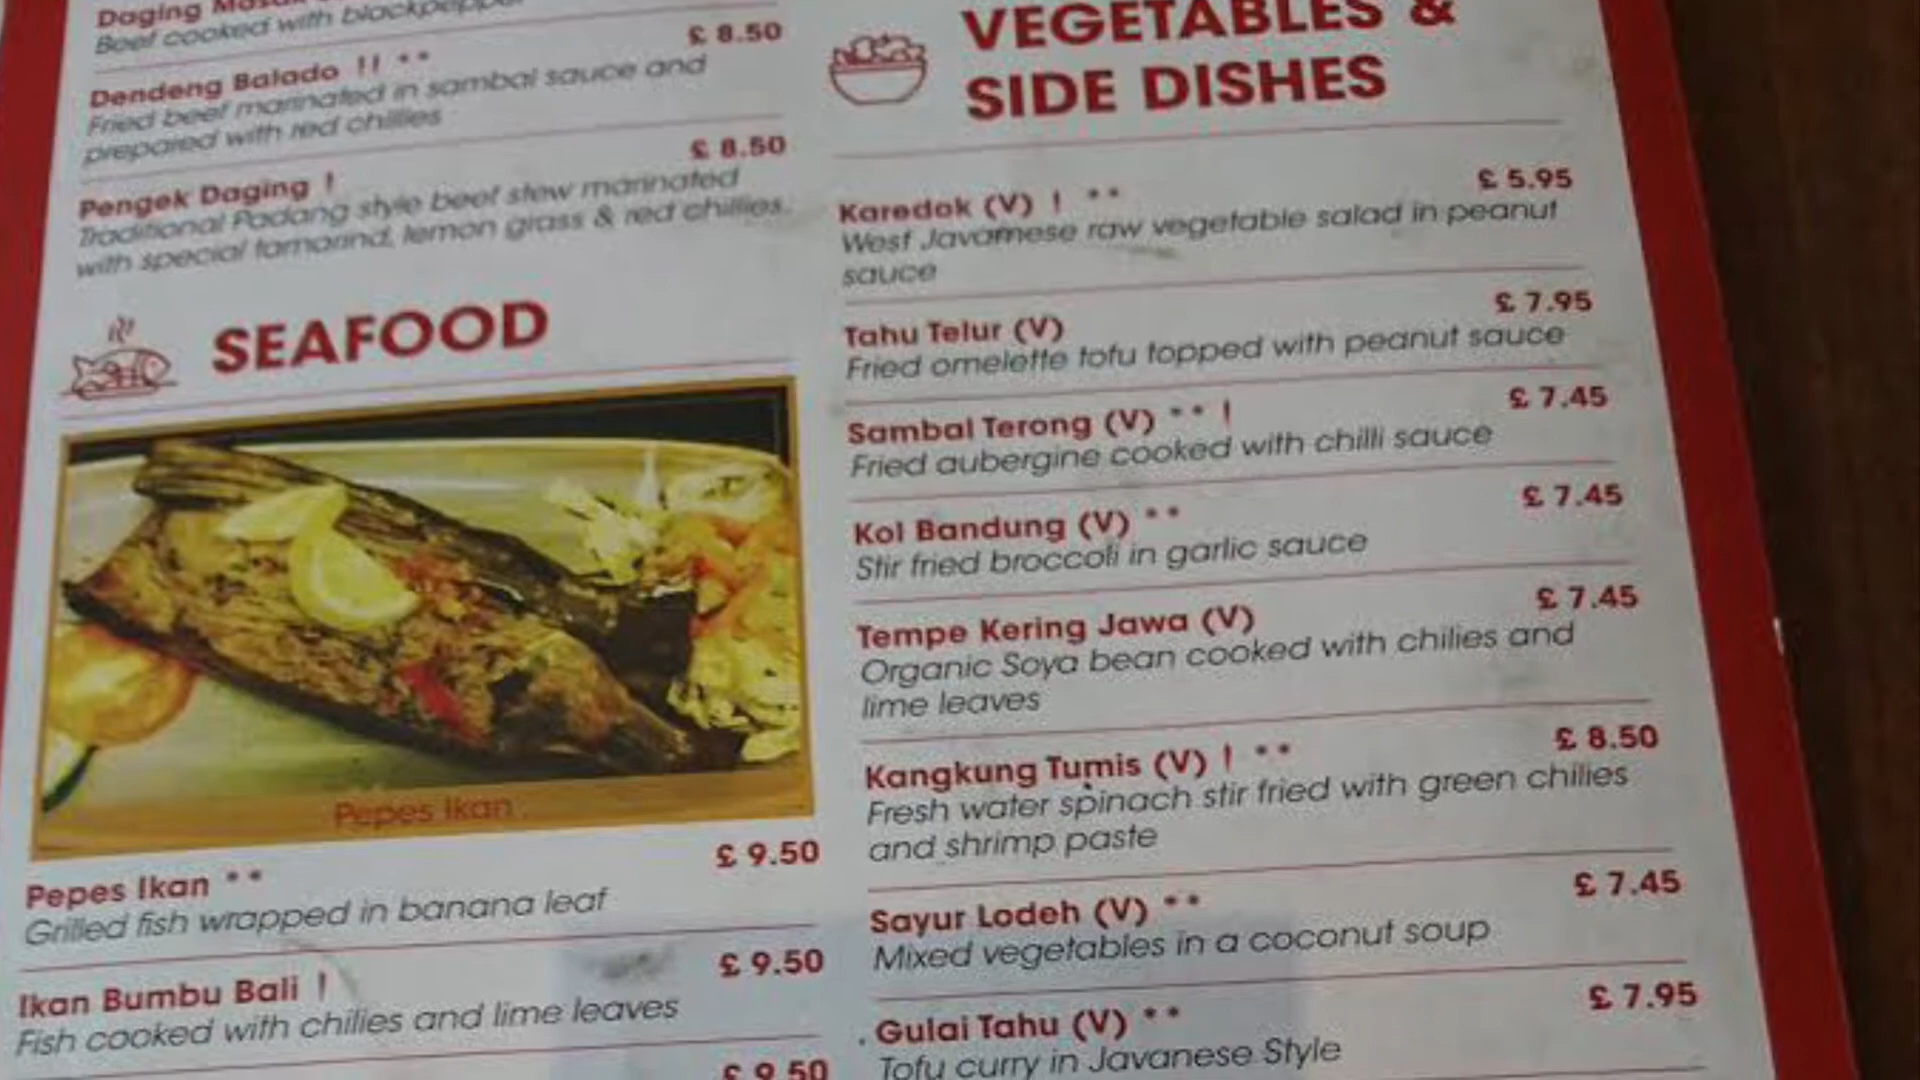 Daging
Beef cooked with blackpepper
£ 8.50
Dendeng Balado !! **
Fried beef marinated in sambal sauce and
prepared with red chillies
£ 8.50
Pengek Daging !
Traditional Padang style beef stew marinated
with special tamarind, lemon grass & red chillies.
SEAFOOD
Pepes Ikan
£ 9.50
Pepes Ikan **
Grilled fish wrapped in banana leaf
£ 9.50
Ikan Bumbu Bali !
Fish cooked with chilies and lime leaves
£ 9.50
VEGETABLES &
SIDE DISHES
£ 5.95
Karedok (V) ! **
West Javamese raw vegetable salad in peanut
sauce
£ 7.95
Tahu Telur (V)
Fried omelette tofu topped with peanut sauce
£ 7.45
Sambal Terong (V) ** !
Fried aubergine cooked with chilli sauce
£ 7.45
Kol Bandung (V) **
Stir fried broccoli in garlic sauce
£ 7.45
Tempe Kering Jawa (V)
Organic Soya bean cooked with chilies and
lime leaves
£ 8.50
Kangkung Tumis (V) ! **
Fresh water spinach stir fried with green chilies
and shrimp paste
£ 7.45
Sayur Lodeh (V) **
Mixed vegetables in a coconut soup
£ 7.95
Gulai Tahu (V) **
Tofu curry in Javanese Style